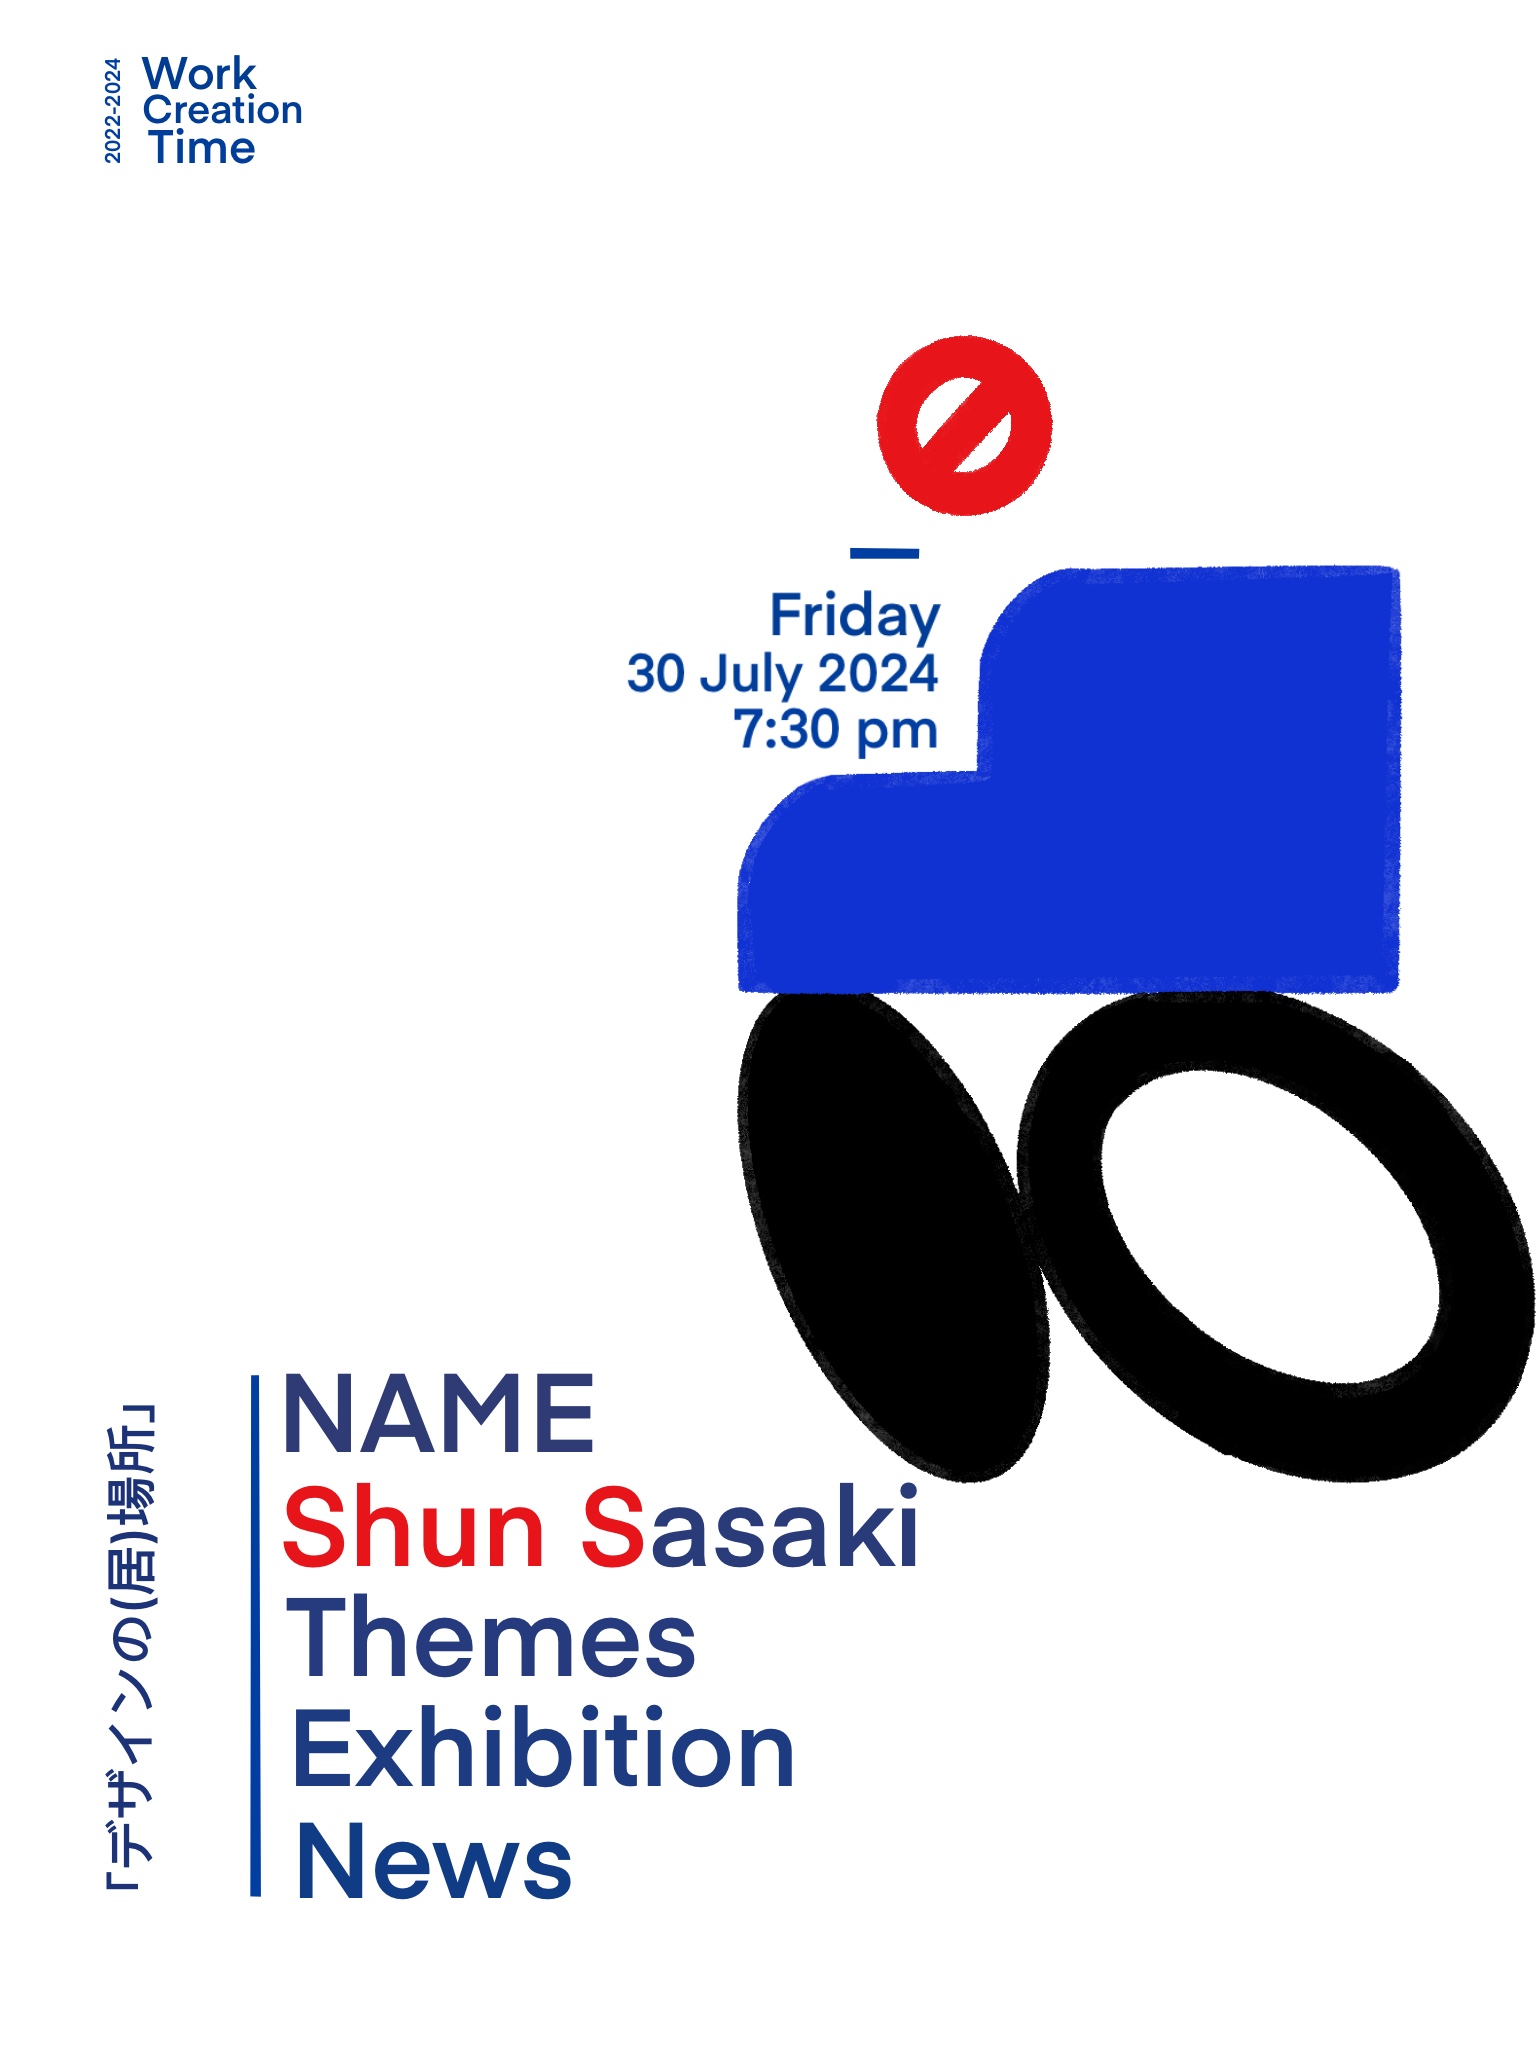 2022-2024
Work
Creation
Time
Friday
30 July 2024
7:30 pm
「デザインの(居)場所」
NAME
Shun Sasaki
Themes
Exhibition
News